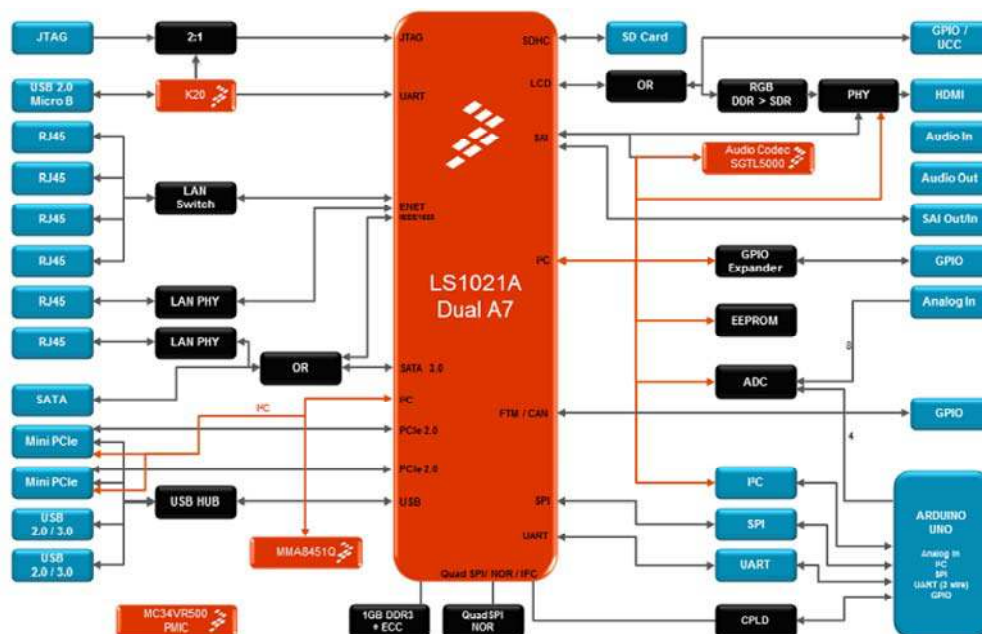 JTAG
2:1
USB 2.0
Micro B
K20
RJ45
RJ45
RJ45
RJ45
LAN
Switch
RJ45
LAN PHY
RJ45
LAN PHY
OR
SATA
I²C
Mini PCIe
Mini PCIe
USB HUB
USB
2.0 / 3.0
USB
2.0 / 3.0
MMA8451Q
MC34VR500
PMIC
JTAG
UART
ENET
IEEE1588
SATA 3.0
I²C
PCIe 2.0
PCIe 2.0
USB
LS1021A
Dual A7
SDHC
LCD
SAI
I²C
FTM / CAN
SPI
UART
Quad SPI/ NOR / IFC
1GB DDR3
+ ECC
Quad SPI
NOR
SD Card
OR
RGB
DDR > SDR
PHY
Audio Codec
SGTL5000
GPIO
Expander
EEPROM
ADC
8
4
I²C
SPI
UART
CPLD
GPIO /
UCC
HDMI
Audio In
Audio Out
SAI Out/In
GPIO
Analog In
GPIO
ARDUINO
UNO
Analog In
I²C
SPI
UART (2 wire)
GPIO